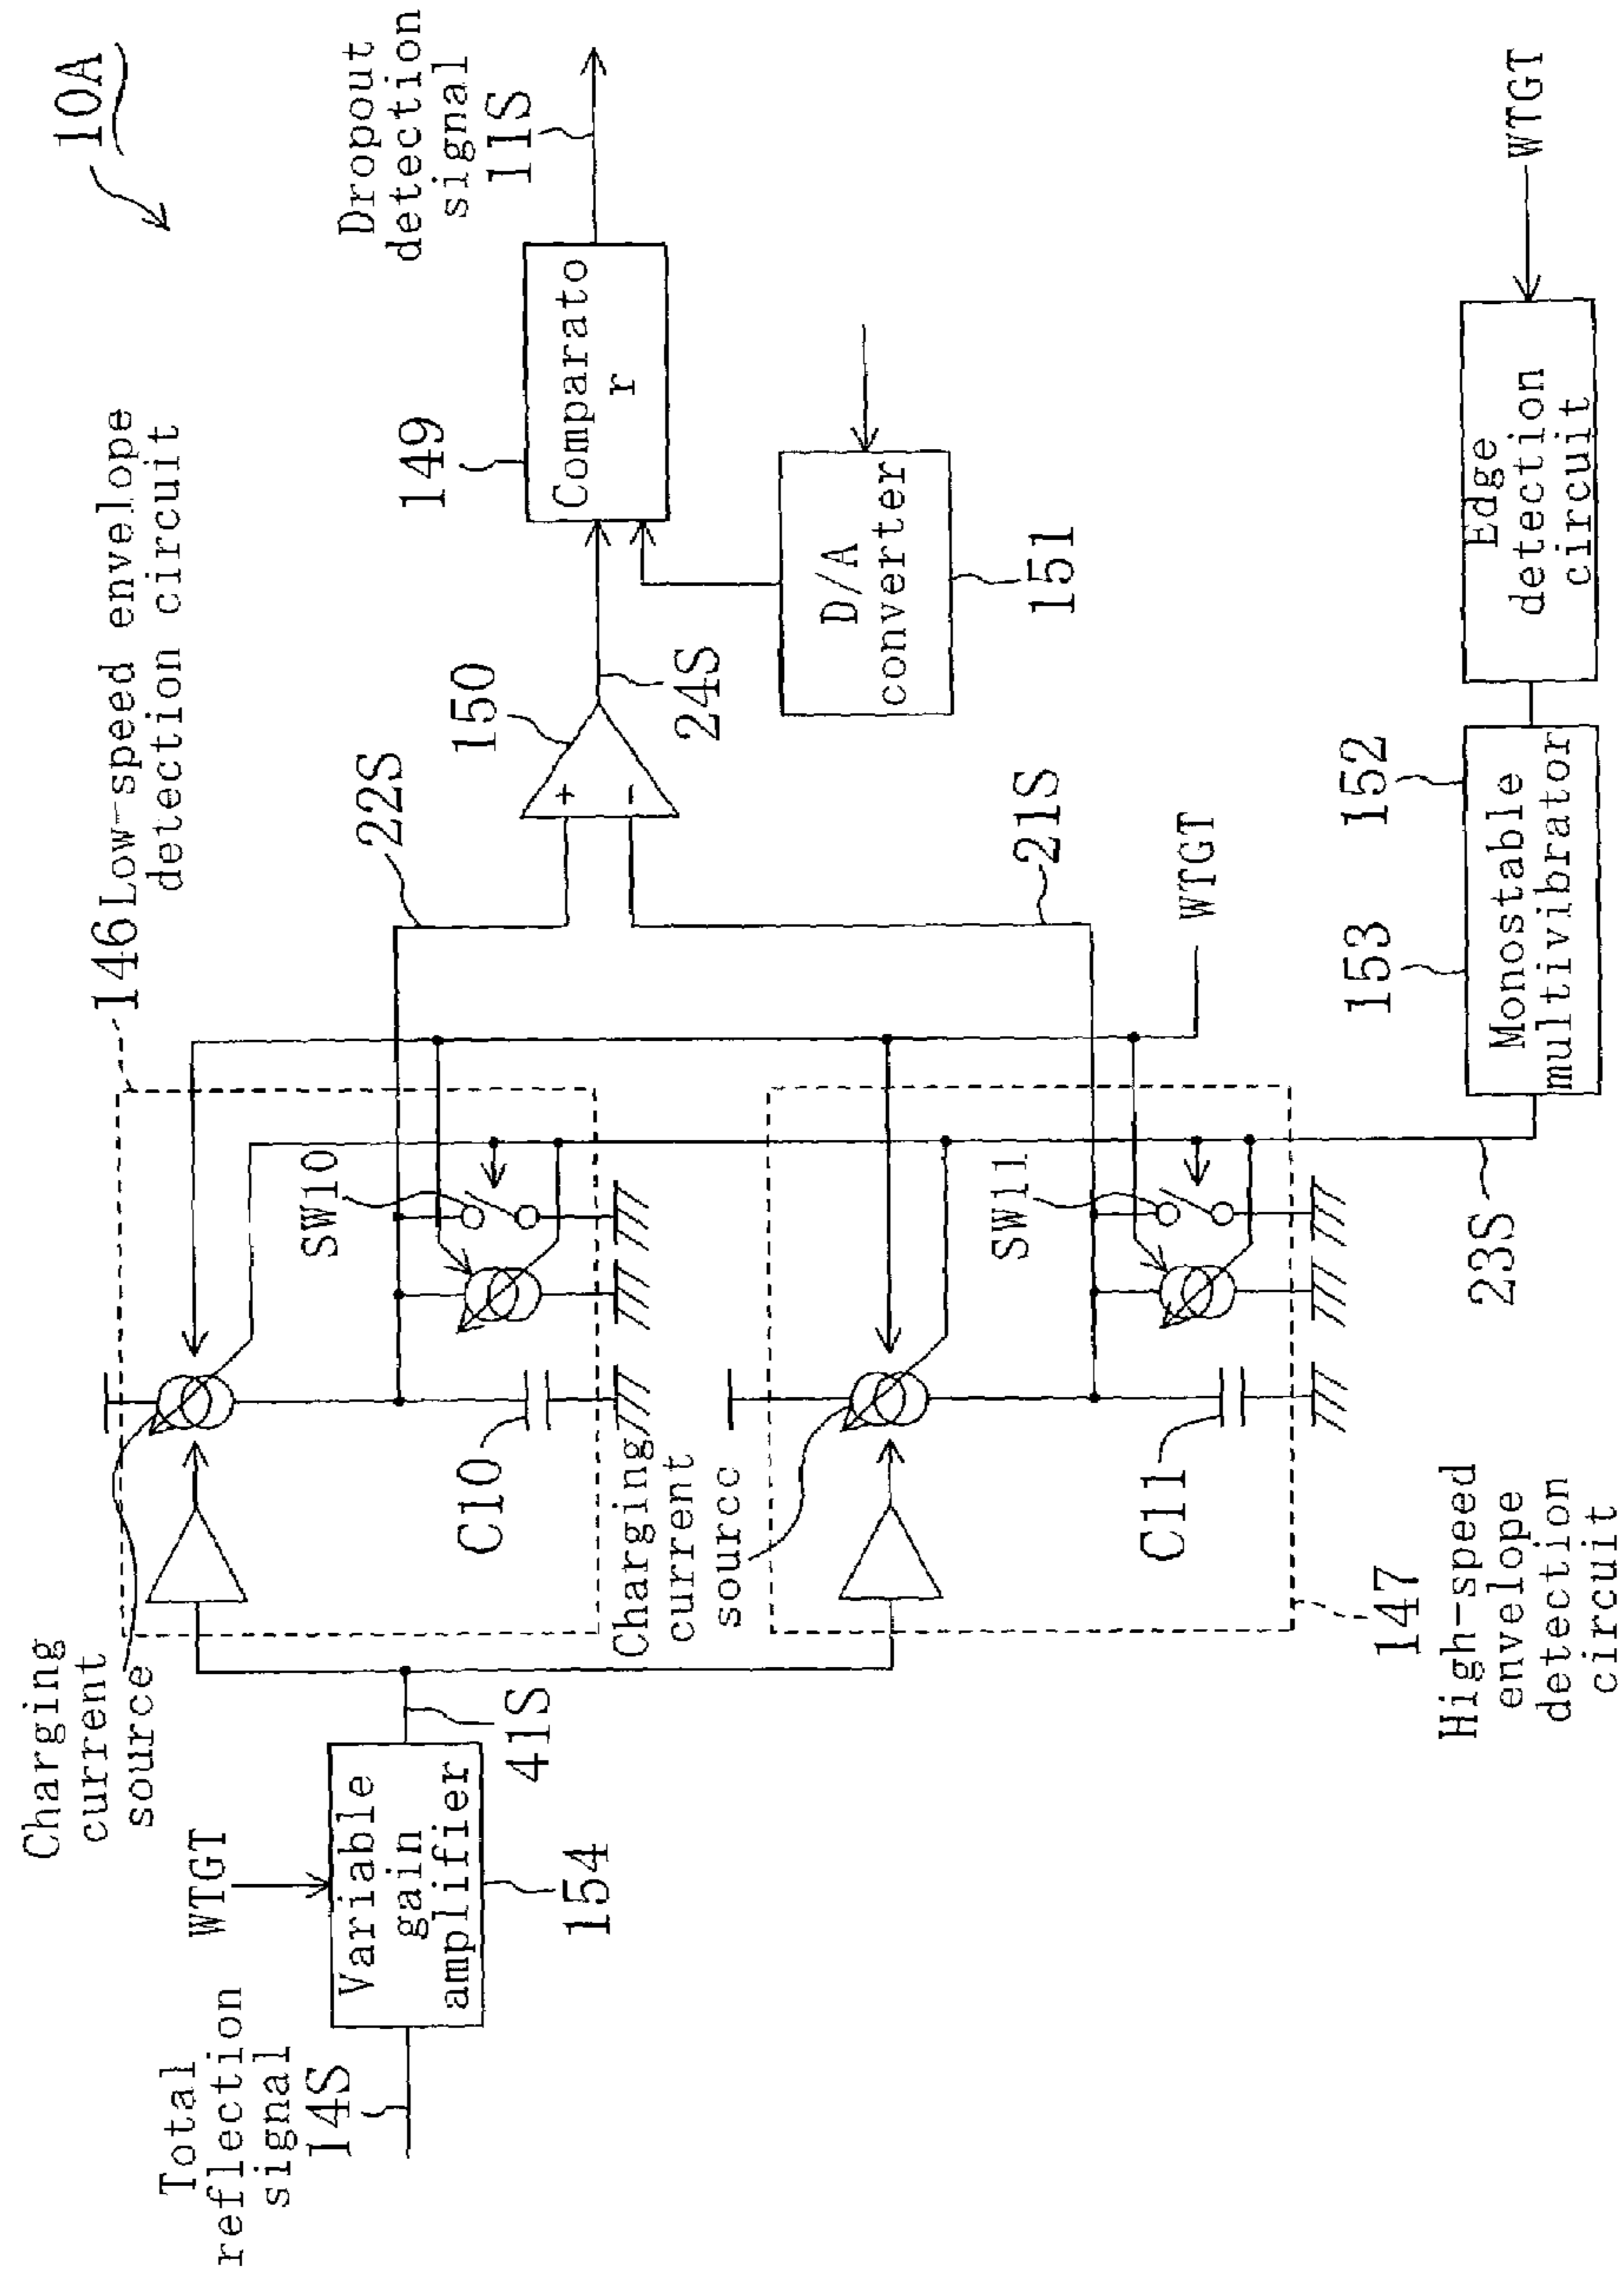 10A
Total
reflection
signal
14S
WTGT
Variable
gain
amplifier
154
41S
Charging
current
source
146
Low-speed envelope
detection circuit
C10
SW10
22S
Charging
current
sourcc
C11
SW11
21S
WTGT
147
High-speed
envelope
detection
circuit
150
24S
149
Comparato
r
Dropout
detection
signal
11S
D/A
converter
151
23S
153
Monostable
multivibrator
152
Edge
detection
circuit
WTGT